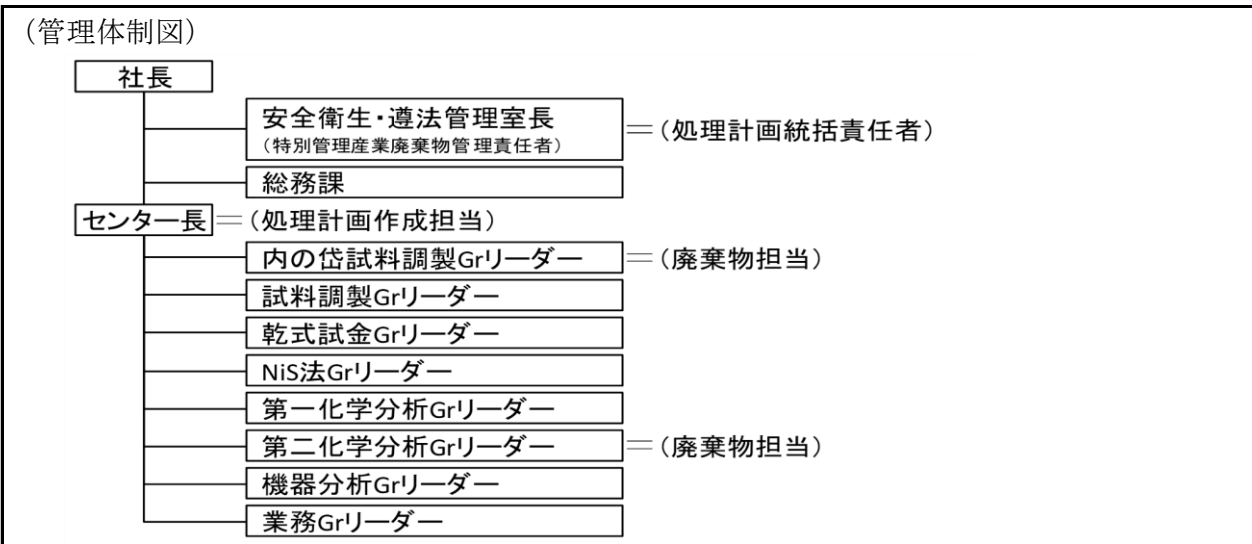 （管理体制図）
社長
安全衛生・遵法管理室長
（特別管理産業廃棄物管理責任者）
＝（処理計画統括責任者）
総務課
センター長＝（処理計画作成担当）
内の岱試料調製Grリーダー＝（廃棄物担当）
試料調製Grリーダー
乾式試金Grリーダー
NiS法Grリーダー
第一化学分析Grリーダー
第二化学分析Grリーダー＝（廃棄物担当）
機器分析Grリーダー
業務Grリーダー